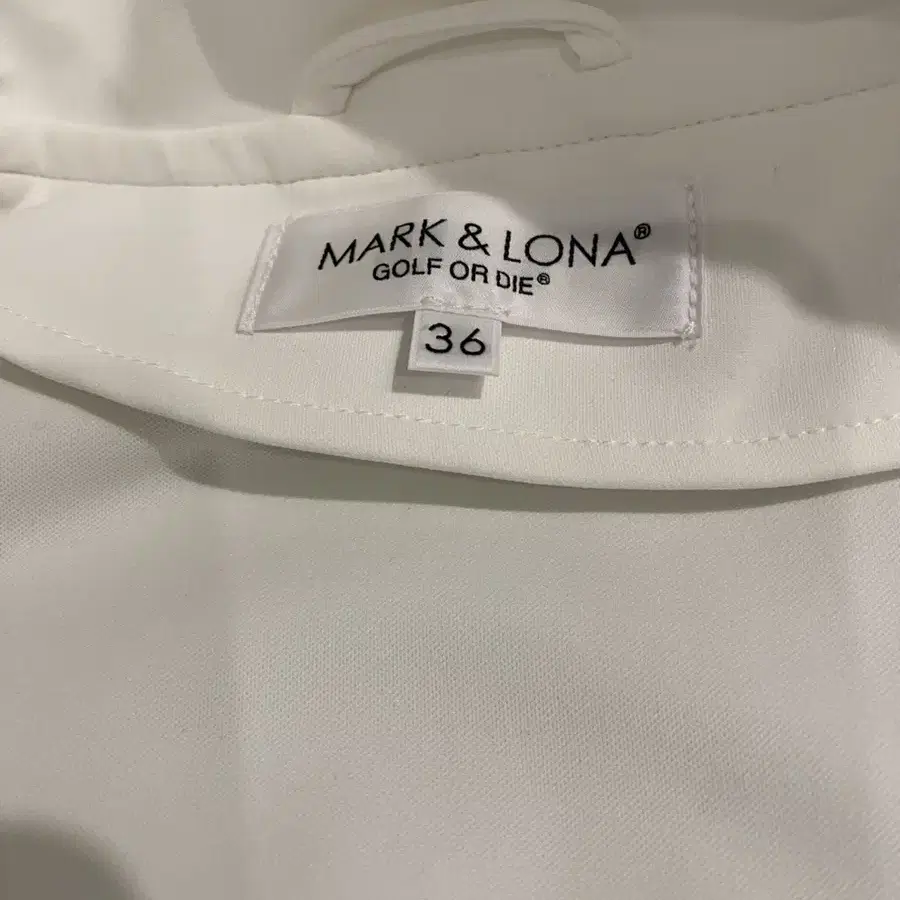 MARK & LONA®
GOLF OR DIE®
36